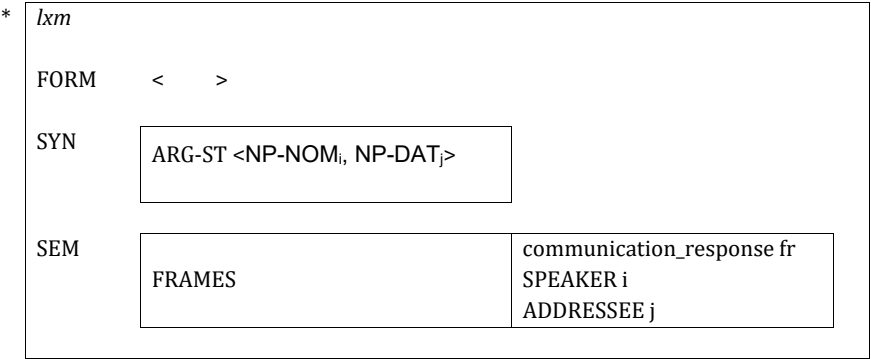 * lxm
FORM < >
SYN
ARG-ST <NP-NOMi, NP-DATj>
SEM
FRAMES
communication_response fr
SPEAKER i
ADDRESSEE j